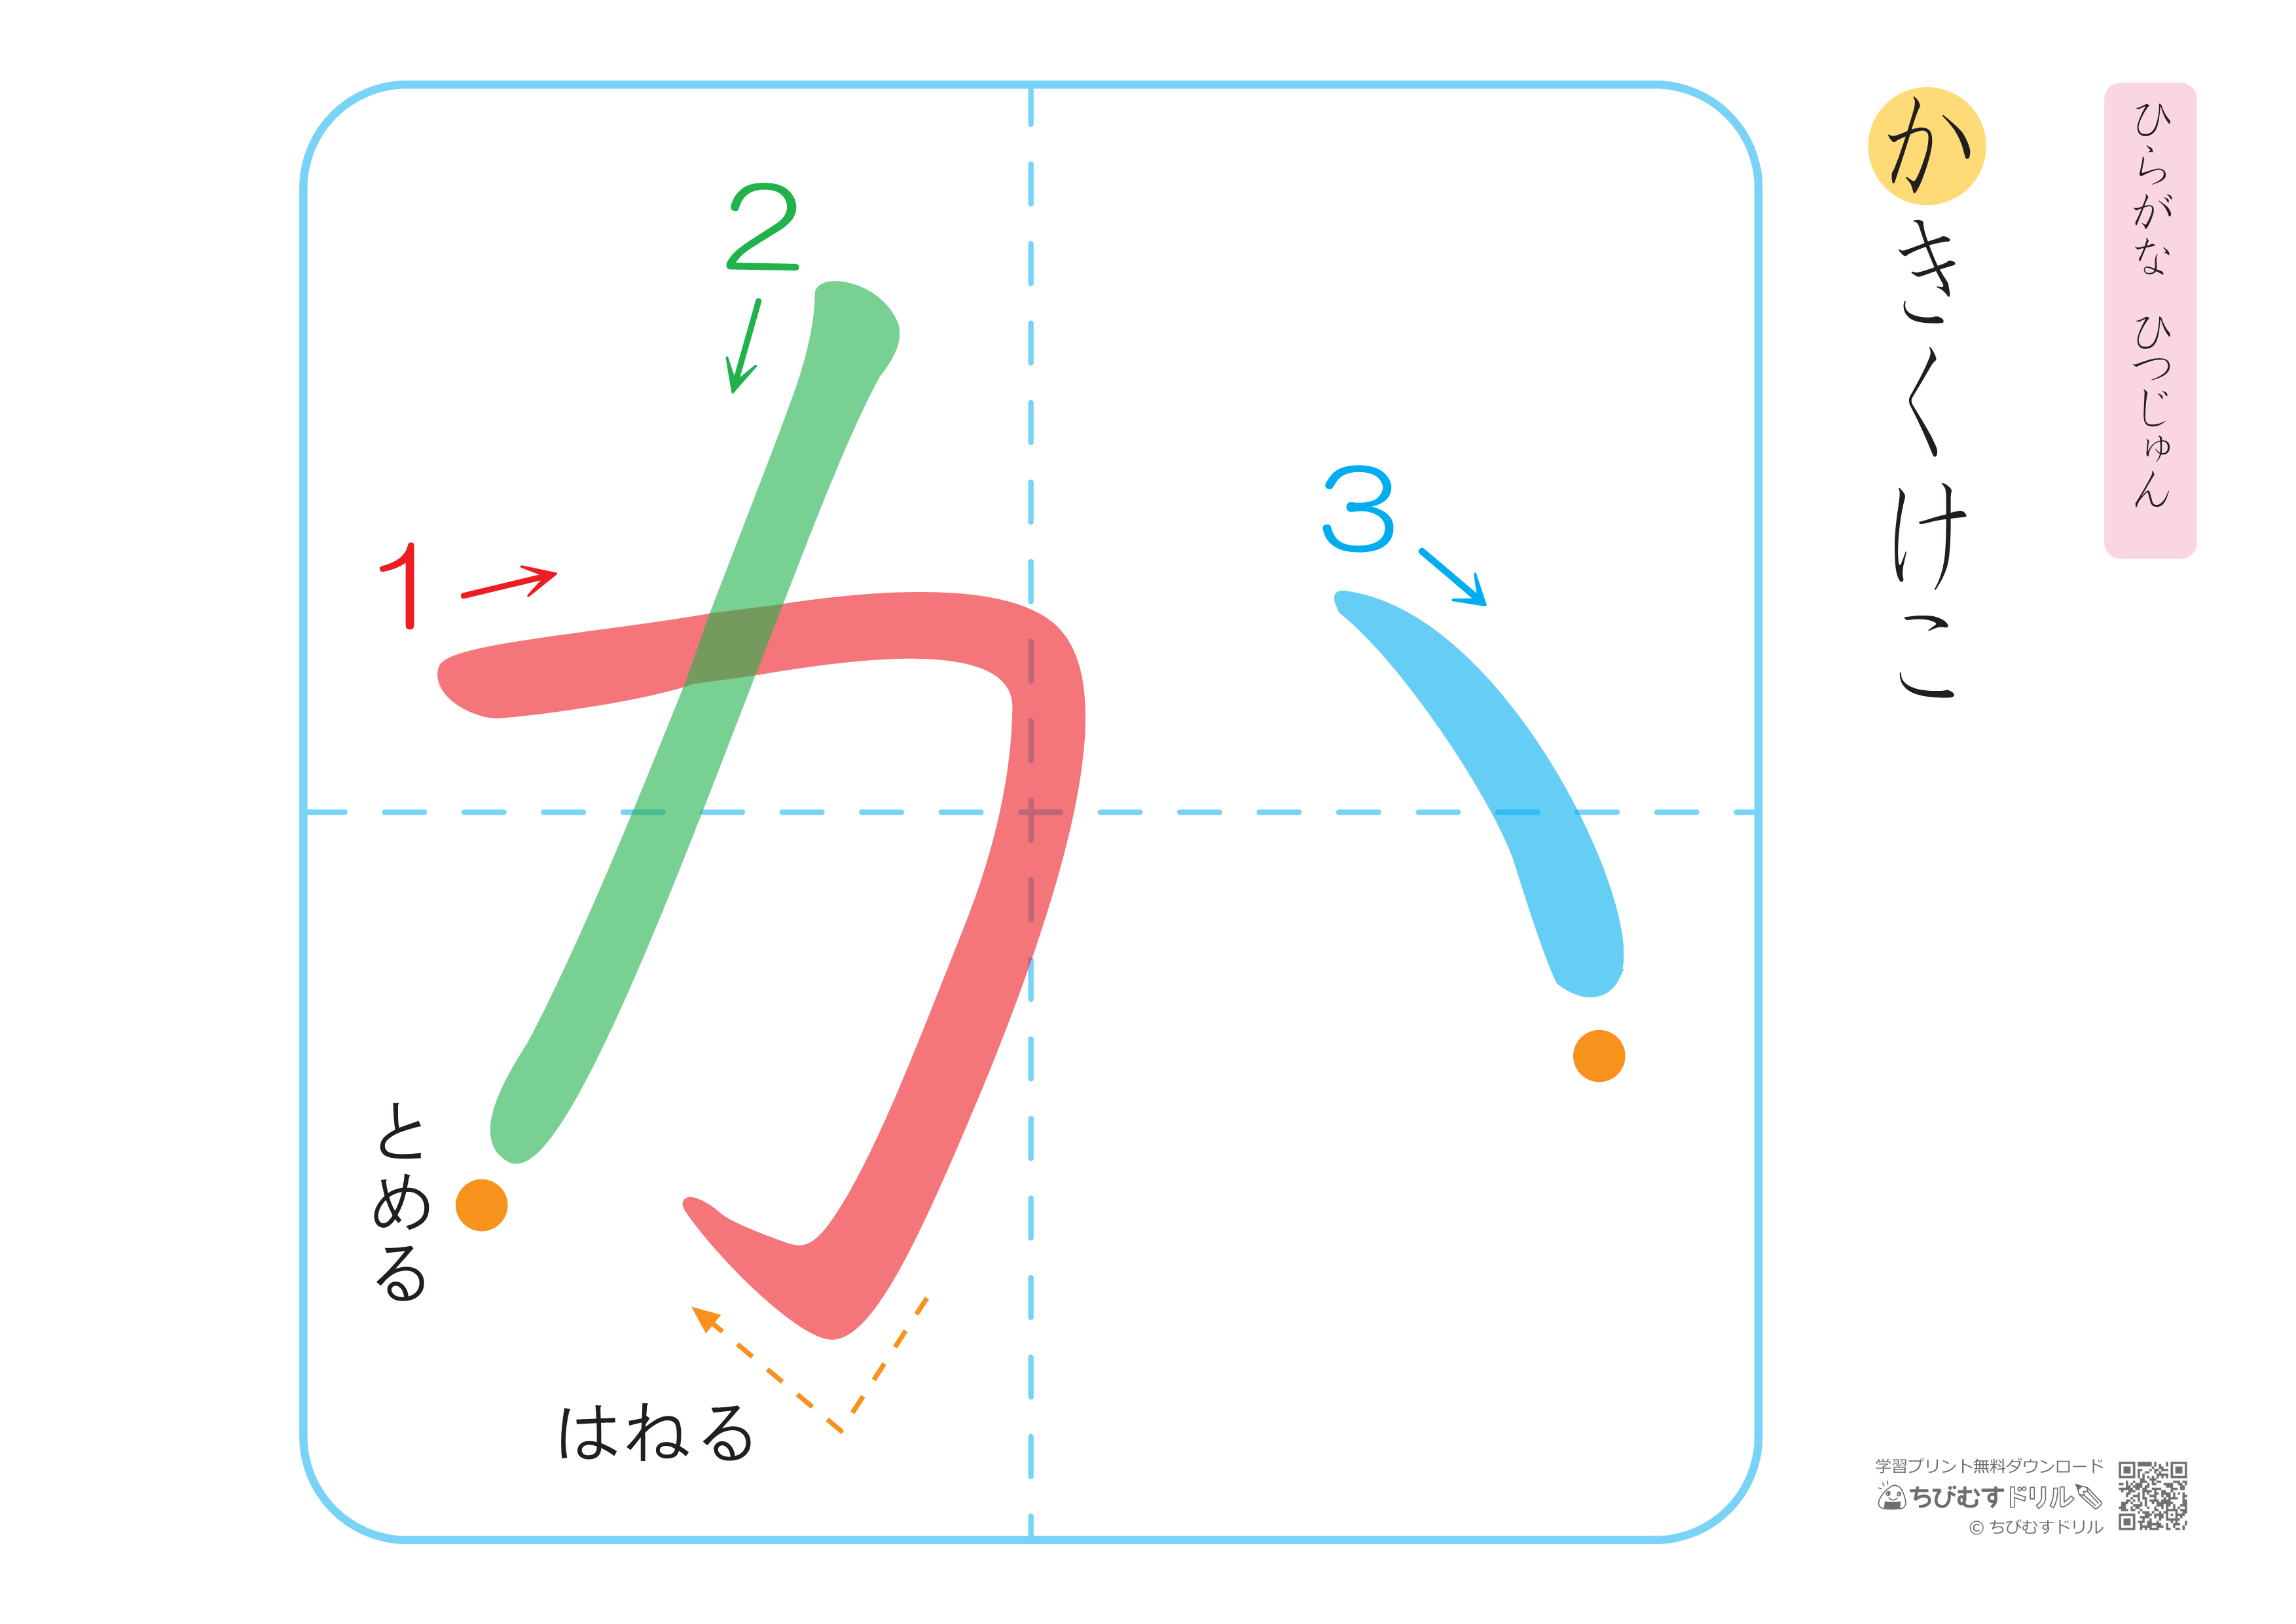 ひらがな ひつじゅん
かきくけこ
2
3
1
か
とめる
はねる
学習プリント無料ダウンロード
ちびむすドリル
© ちびむすドリル